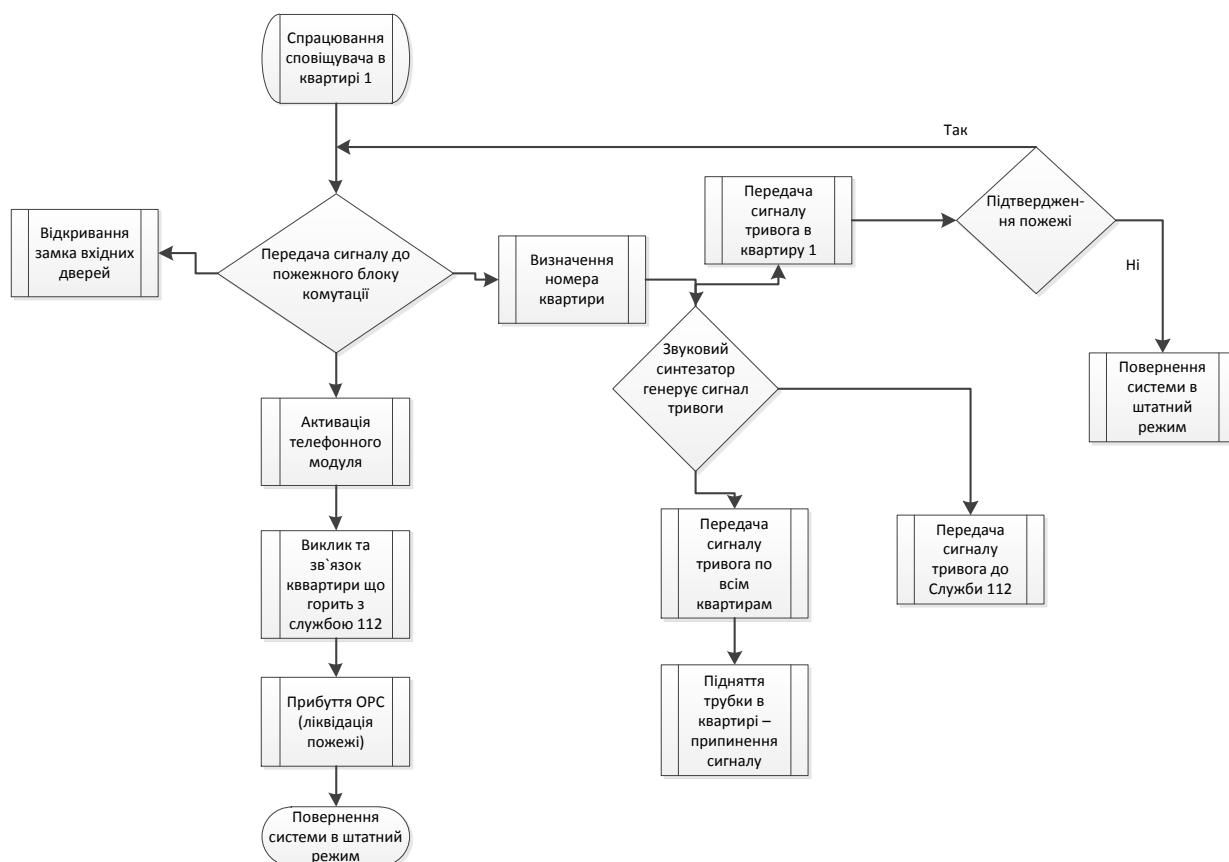 Спрацювання
сповіщувача в
квартирі 1
Так
Відкривання
замка вхідних
дверей
Передача сигналу до
пожежного блоку
комутації
Визначення
номера
квартири
Передача
сигналу
тривога в
квартиру 1
Підтвержден-
ня пожежі
Ні
Звуковий
синтезатор
генерує сигнал
тривоги
Повернення
системи в
штатний
режим
Активація
телефонного
модуля
Виклик та
зв`язок
кввартири що
горить з
службою 112
Передача
сигналу
тривога по
всім
квартирам
Передача
сигналу
тривога до
Служби 112
Прибуття ОРС
(ліквідація
пожежі)
Підняття
трубки в
квартирі –
припинення
сигналу
Повернення
системи в штатний
режим